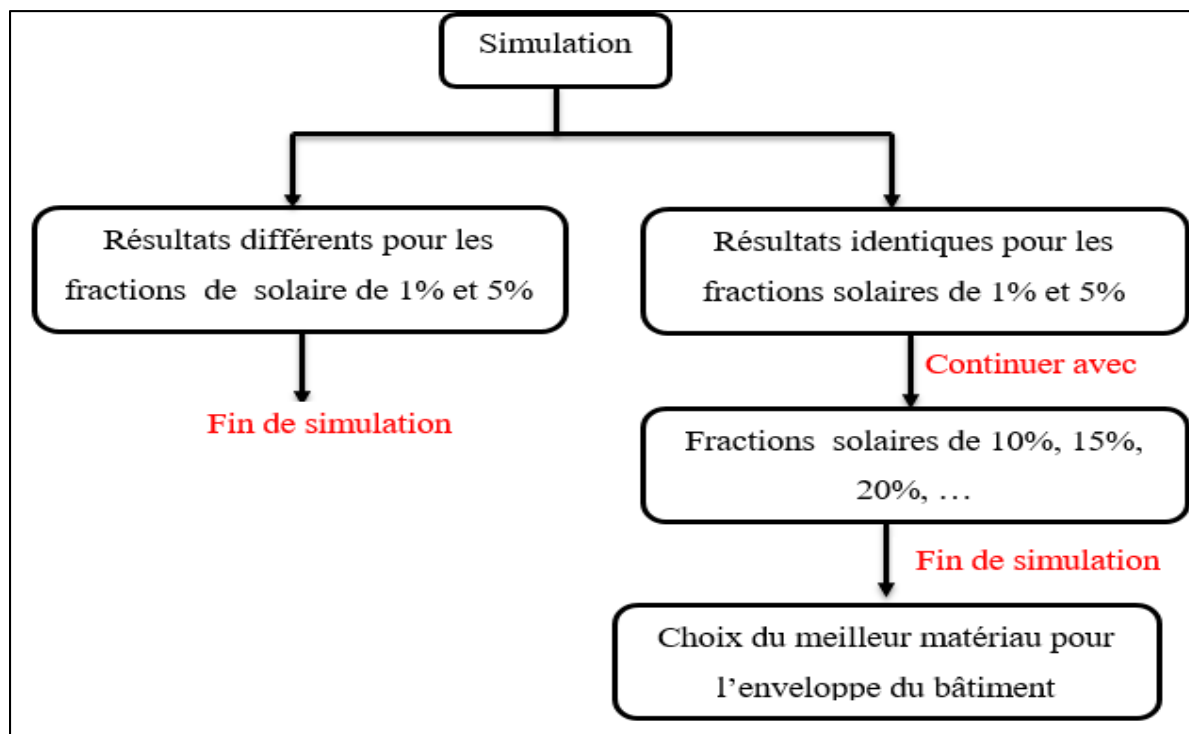 Simulation
Résultats différents pour les
fractions de solaire de 1% et 5%
Résultats identiques pour les
fractions solaires de 1% et 5%
Continuer avec
Fin de simulation
Fractions solaires de 10%, 15%,
20%, …
Fin de simulation
Choix du meilleur matériau pour
l’enveloppe du bâtiment